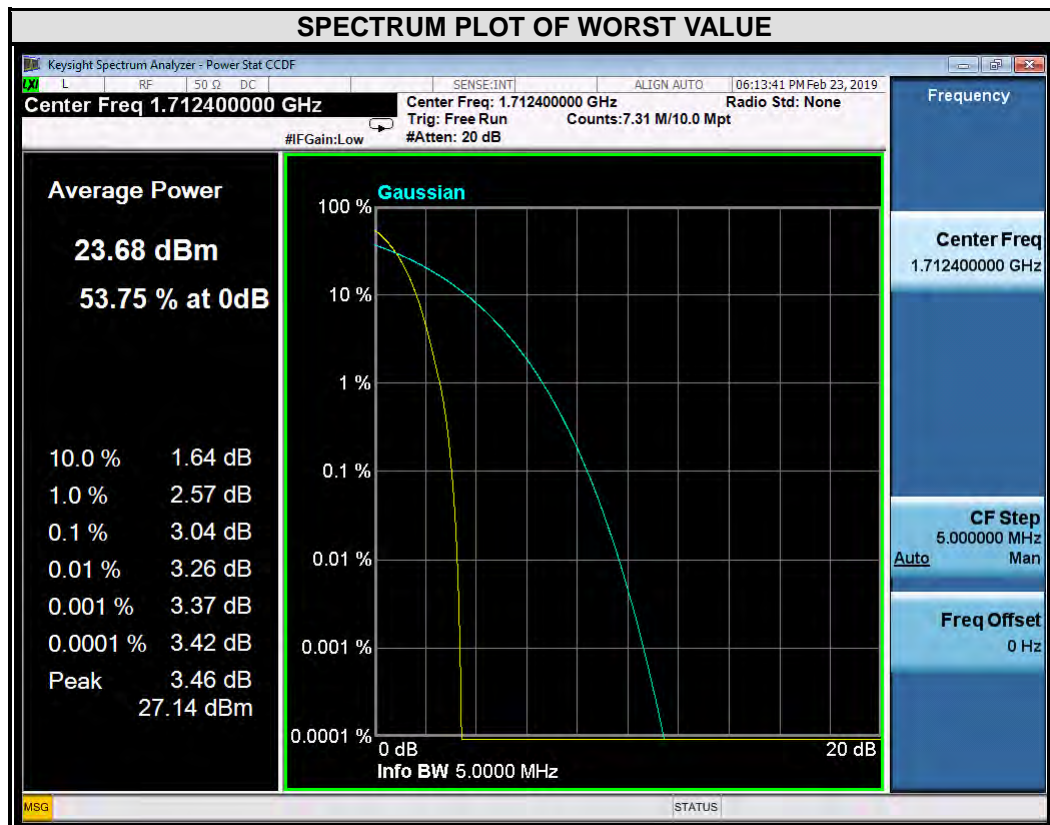 SPECTRUM PLOT OF WORST VALUE
Keysight Spectrum Analyzer - Power Stat CCDF
LXI L RF 50 Ω DC SENSE:INT ALIGN AUTO 06:13:41 PM Feb 23, 2019
Center Freq 1.712400000 GHz
Center Freq: 1.712400000 GHz Radio Std: None
Trig: Free Run Counts:7.31 M/10.0 Mpt
#IFGain:Low #Atten: 20 dB
Frequency
Average Power
23.68 dBm
53.75 % at 0dB
10.0 % 1.64 dB
1.0 % 2.57 dB
0.1 % 3.04 dB
0.01 % 3.26 dB
0.001 % 3.37 dB
0.0001 % 3.42 dB
Peak 3.46 dB
27.14 dBm
Gaussian
100 %
10 %
1 %
0.1 %
0.01 %
0.001 %
0.0001 %
0 dB 20 dB
Info BW 5.0000 MHz
Center Freq
1.712400000 GHz
CF Step
5.000000 MHz
Auto Man
Freq Offset
0 Hz
MSG STATUS